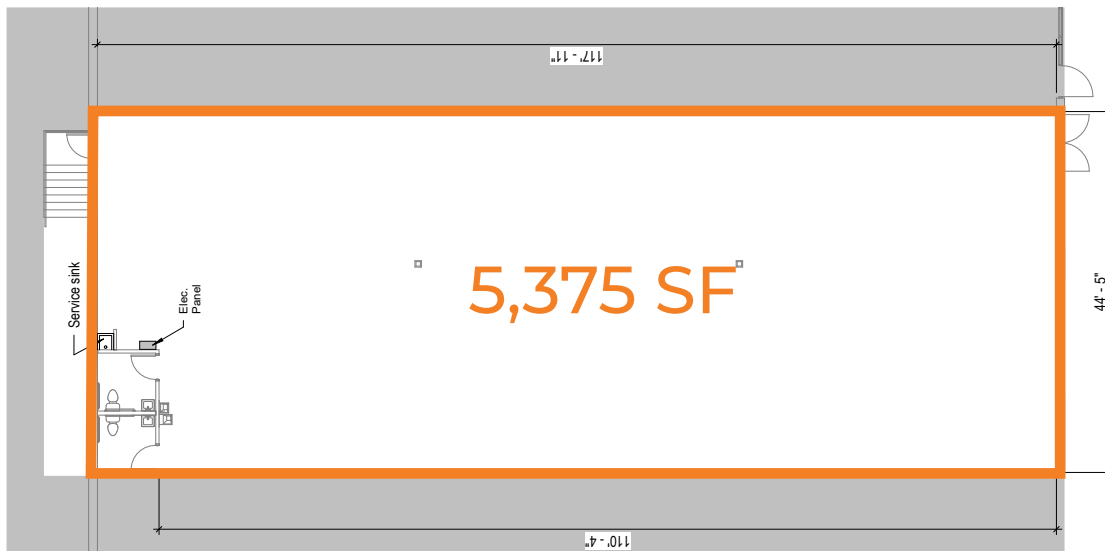 117' - 11"
5,375 SF
44' - 5"
Service sink
Elec.
Panel
110' - 4"